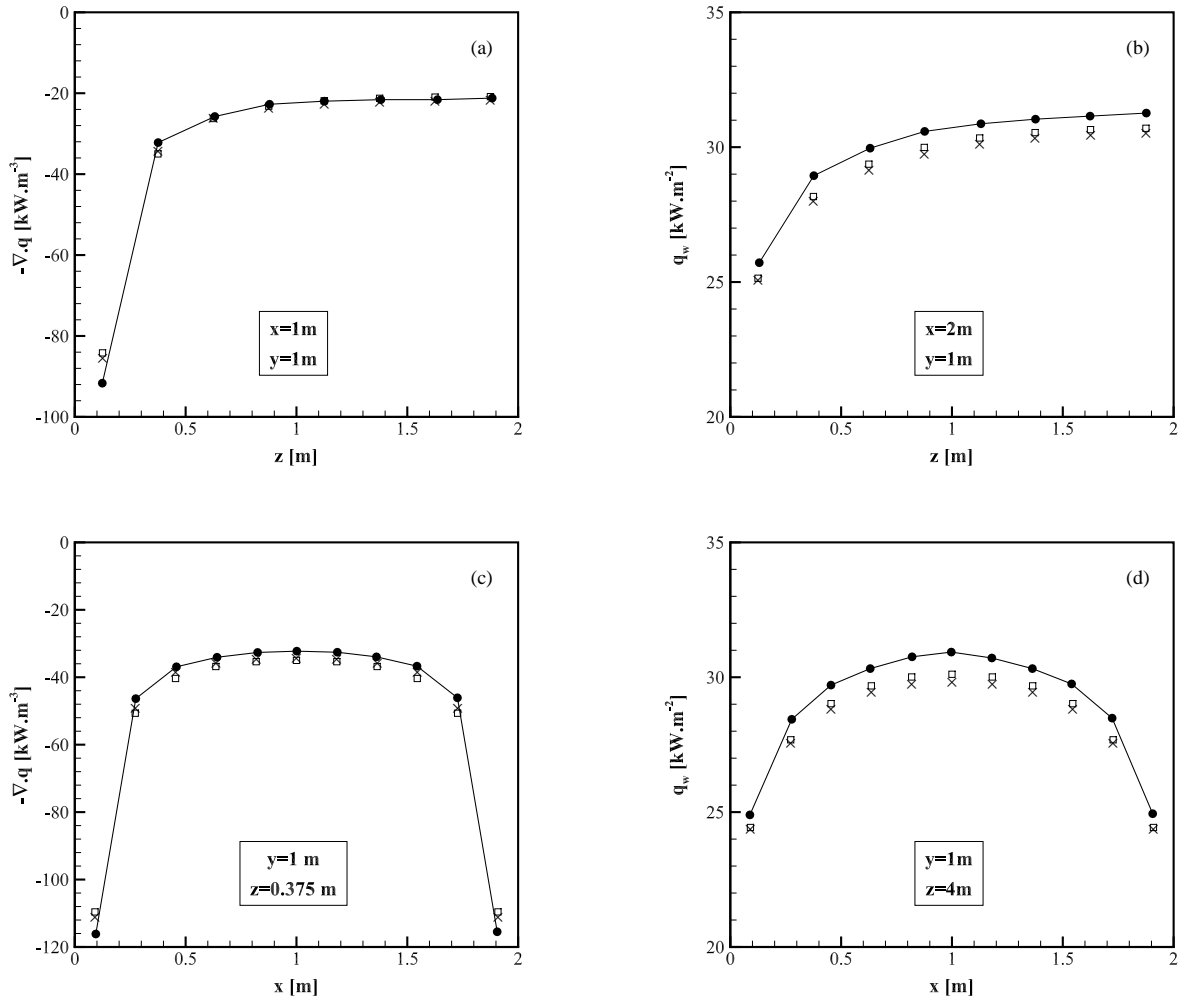 (a)
0
-20
-40
-60
-80
-100
-∇.q [kW.m-3]
x=1m
y=1m
0
0.5
1
1.5
2
z [m]
(b)
35
30
25
20
qw [kW.m-2]
x=2m
y=1m
0
0.5
1
1.5
2
z [m]
(c)
0
-20
-40
-60
-80
-100
-120
-∇.q [kW.m-3]
y=1 m
z=0.375 m
0
0.5
1
1.5
2
x [m]
(d)
35
30
25
20
qw [kW.m-2]
y=1m
z=4m
0
0.5
1
1.5
2
x [m]